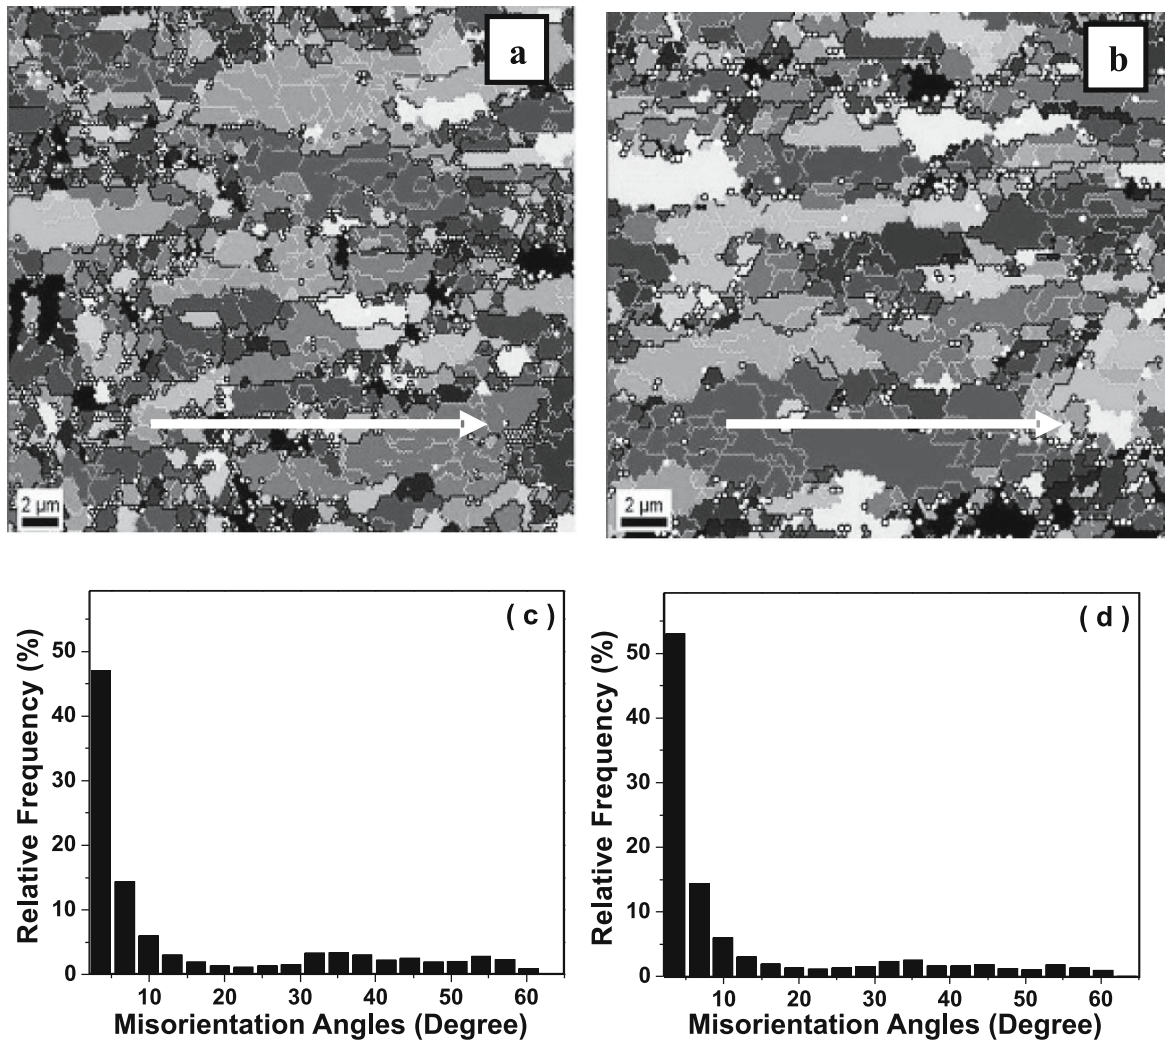 a
b
2 µm
2 µm
( c )
( d )
50
40
30
20
10
0
Relative Frequency (%)
10 20 30 40 50 60
Misorientation Angles (Degree)
50
40
30
20
10
0
Relative Frequency (%)
10 20 30 40 50 60
Misorientation Angles (Degree)